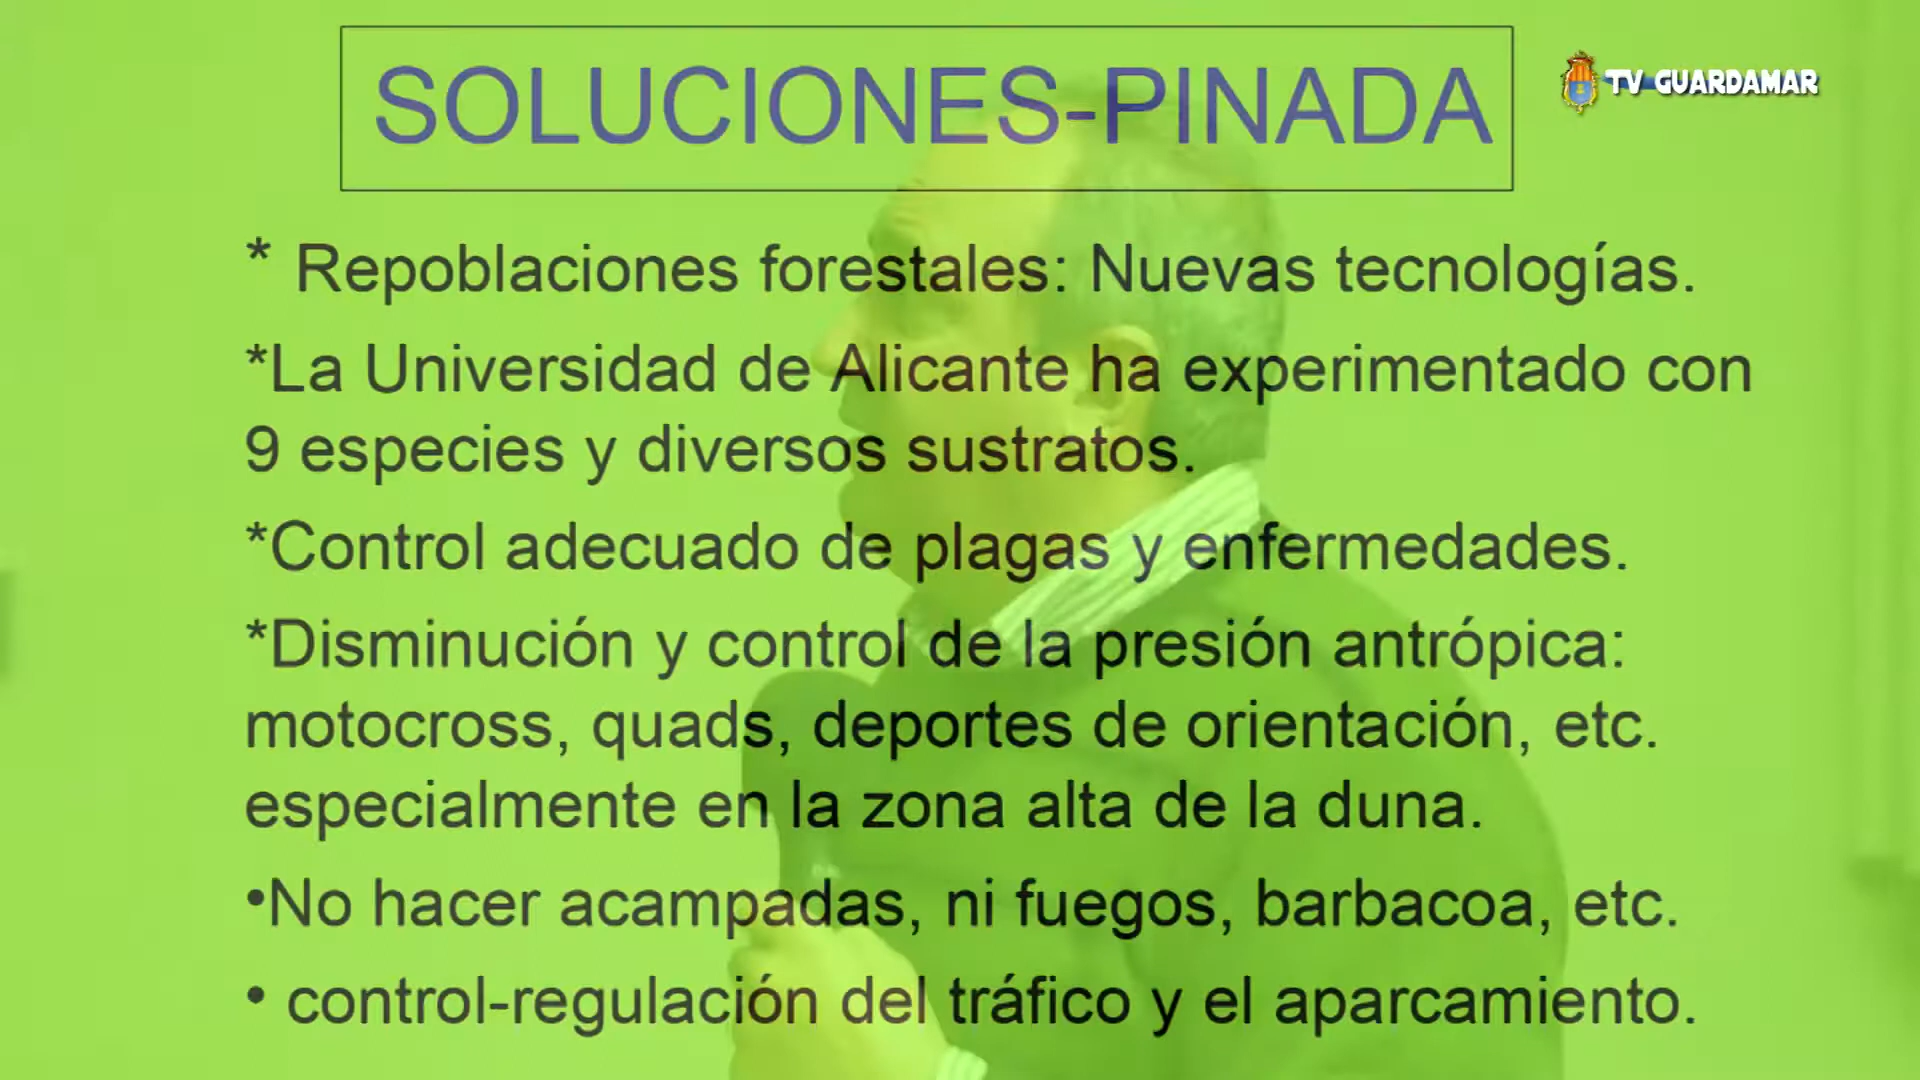 SOLUCIONES-PINADA
TV GUARDAMAR
* Repoblaciones forestales: Nuevas tecnologías.
*La Universidad de Alicante ha experimentado con
9 especies y diversos sustratos.
*Control adecuado de plagas y enfermedades.
*Disminución y control de la presión antrópica:
motocross, quads, deportes de orientación, etc.
especialmente en la zona alta de la duna.
•No hacer acampadas, ni fuegos, barbacoa, etc.
• control-regulación del tráfico y el aparcamiento.